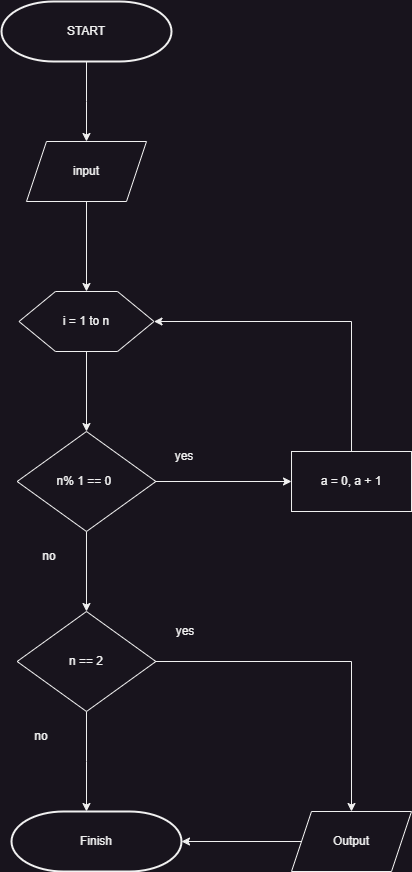 START
input
i = 1 to n
yes
n% 1 == 0
a = 0, a + 1
no
yes
n == 2
no
Finish
Output